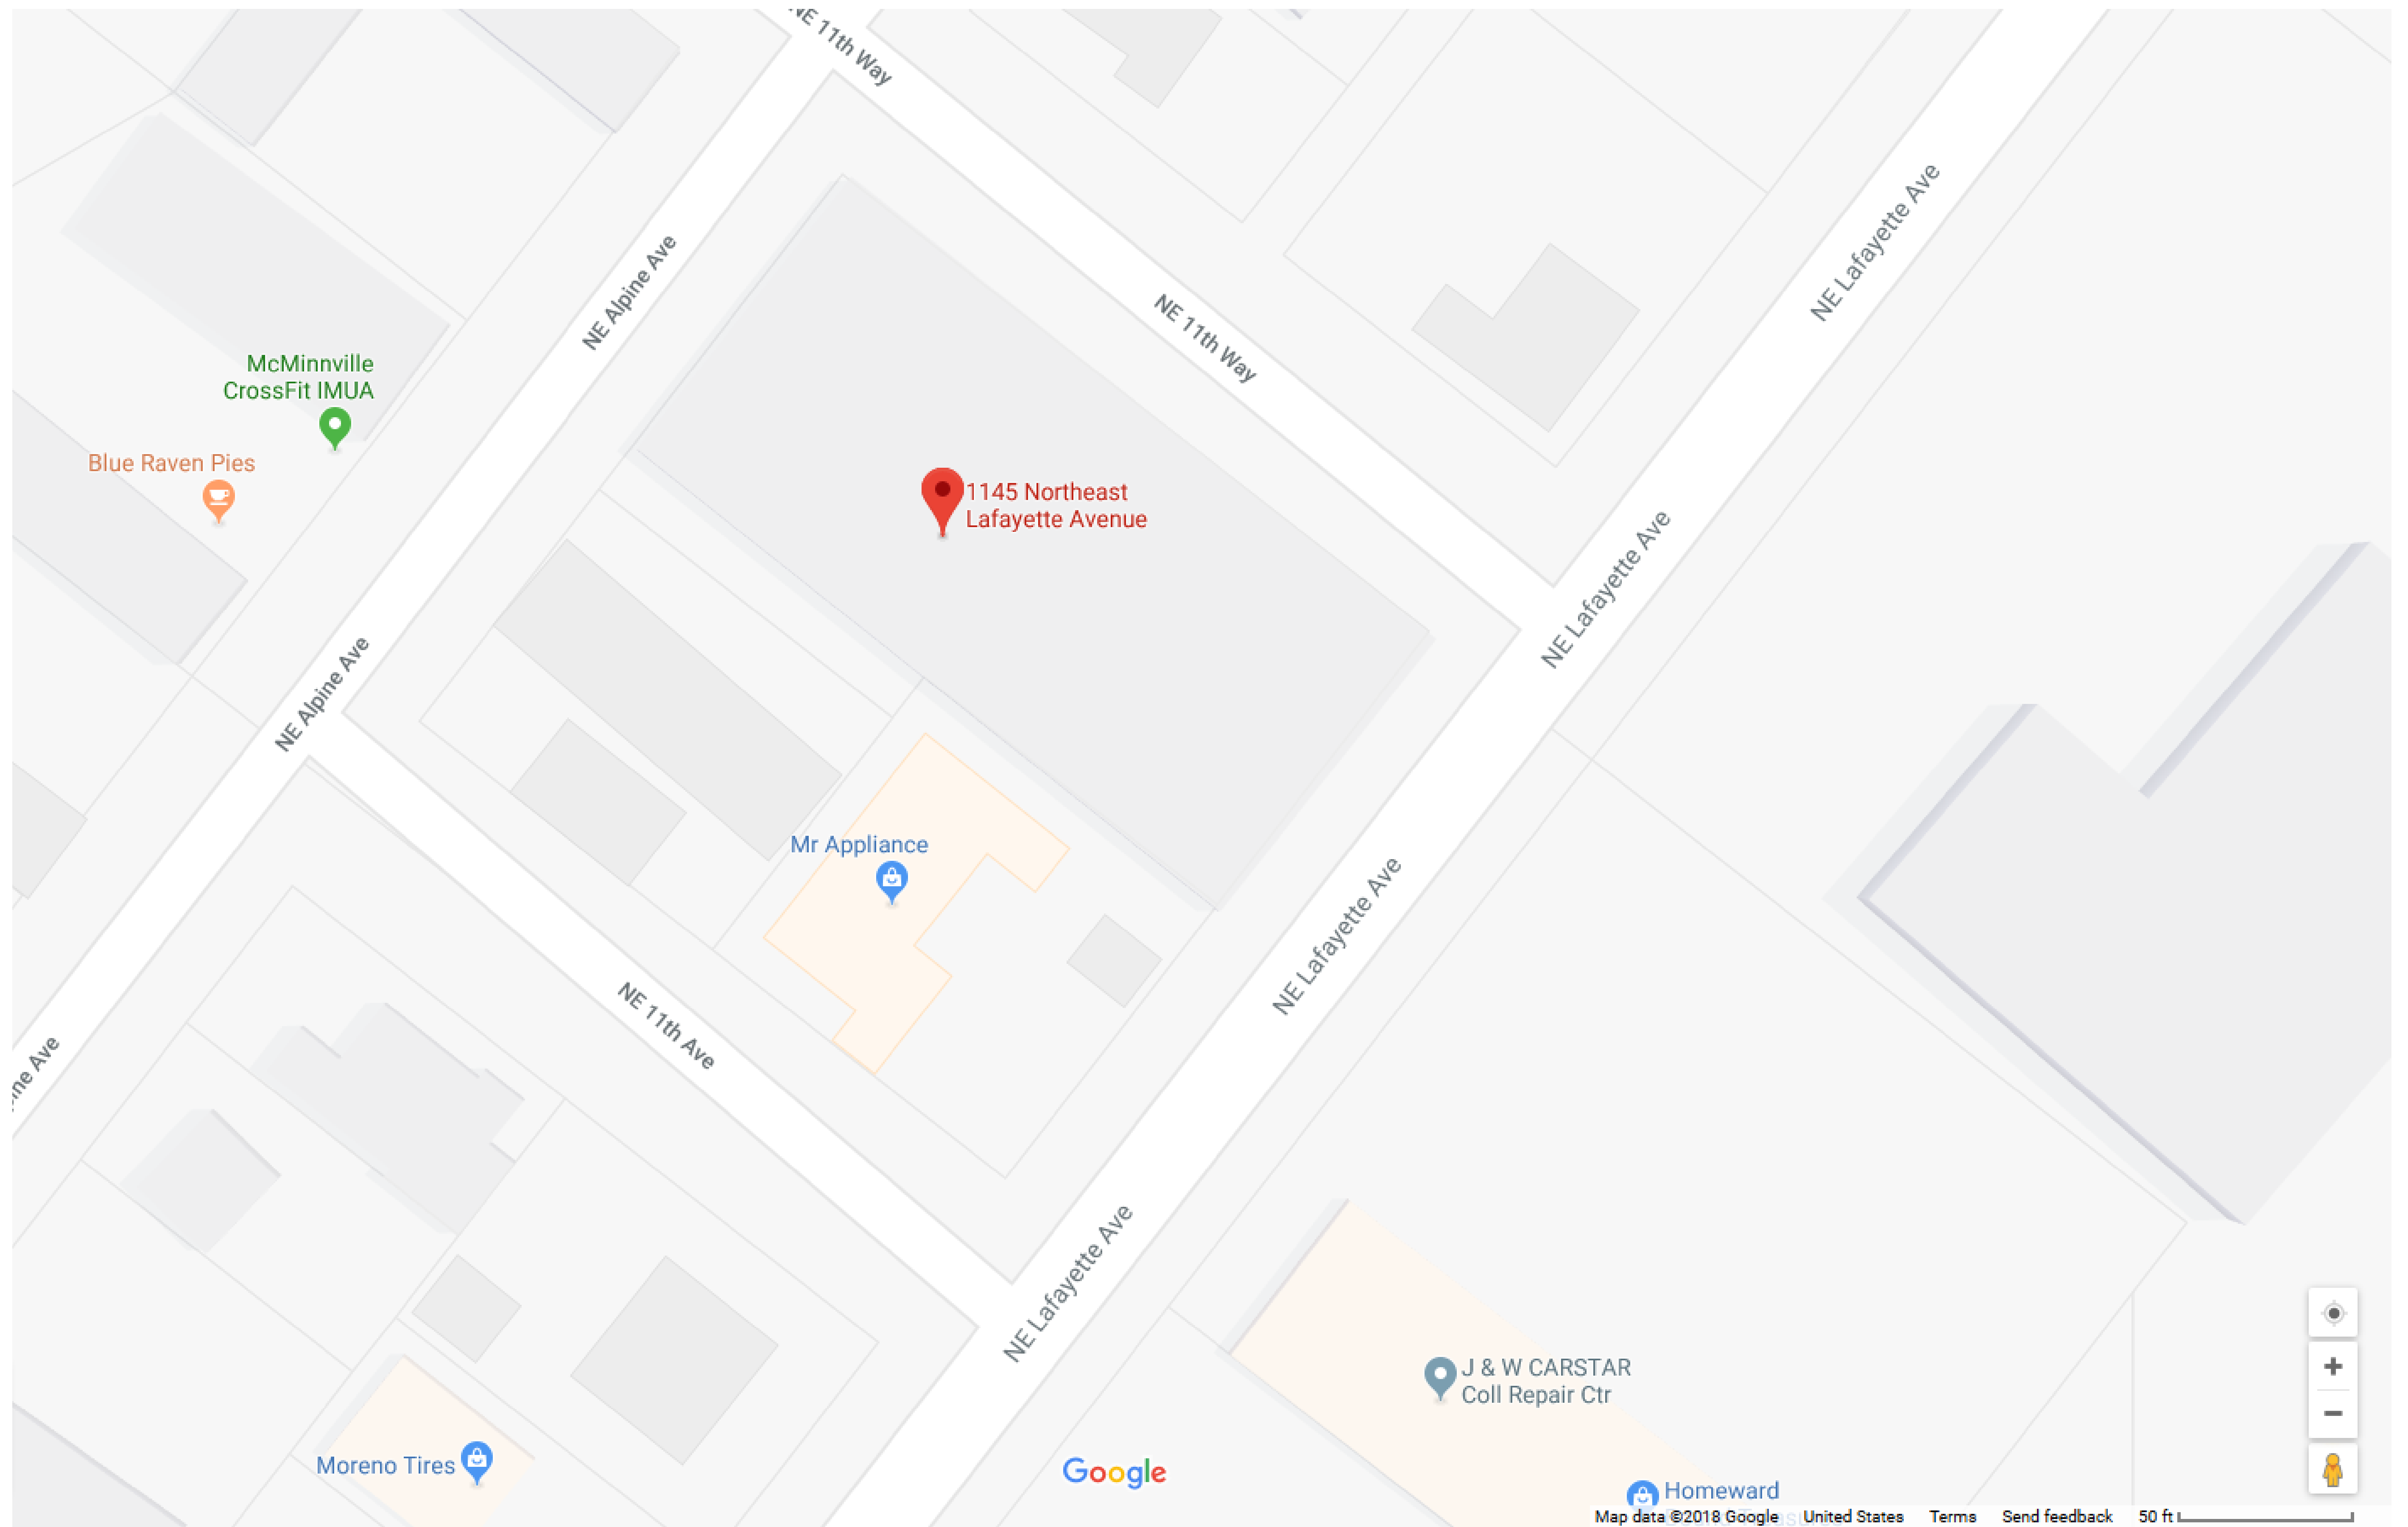 NE 11th Way
NE Lafayette Ave
NE Alpine Ave
NE 11th Way
McMinnville
CrossFit IMUA
Blue Raven Pies
1145 Northeast
Lafayette Avenue
NE Lafayette Ave
NE Alpine Ave
Mr Appliance
NE Lafayette Ave
NE 11th Ave
Ave
NE Lafayette Ave
J & W CARSTAR
Coll Repair Ctr
Moreno Tires
Google
Homeward
Map data ©2018 Google United States Terms Send feedback 50 ft